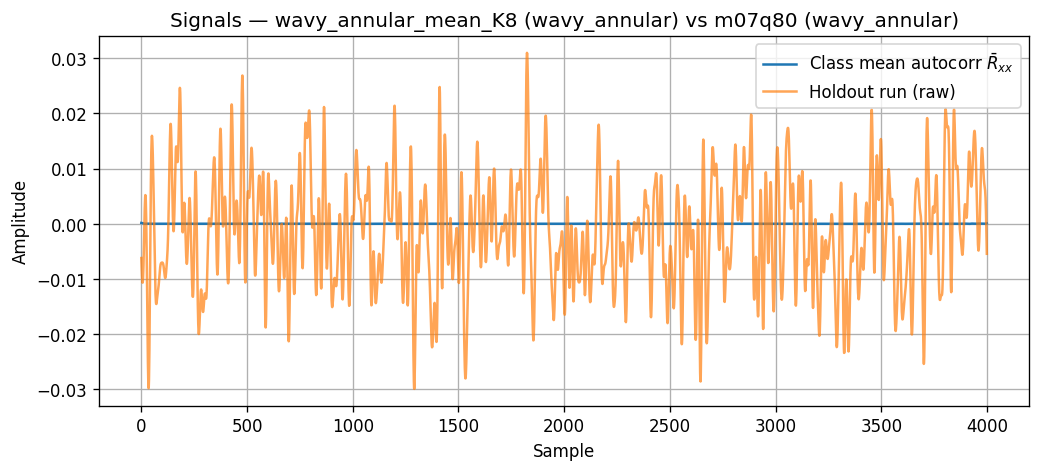 Signals — wavy_annular_mean_K8 (wavy_annular) vs m07q80 (wavy_annular)
Class mean autocorr R̄xx
Holdout run (raw)
Amplitude
0.03
0.02
0.01
0.00
−0.01
−0.02
−0.03
0 500 1000 1500 2000 2500 3000 3500 4000
Sample